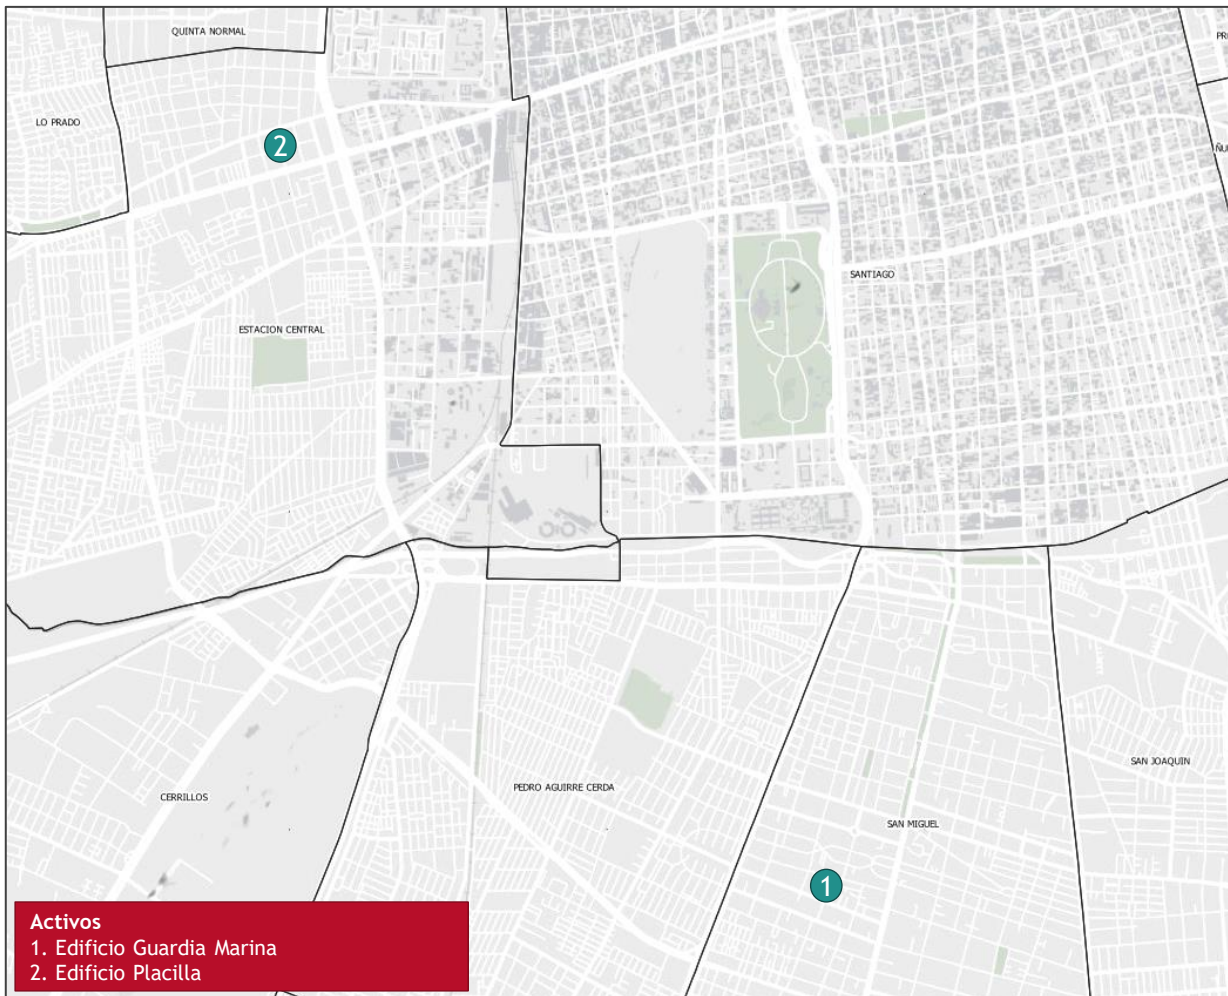 QUINTA NORMAL
LO PRADO
2
SANTIAGO
ESTACION CENTRAL
PEDRO AGUIRRE CERDA
SAN JOAQUIN
CERRILLOS
SAN MIGUEL
1
Activos
1. Edificio Guardia Marina
2. Edificio Placilla